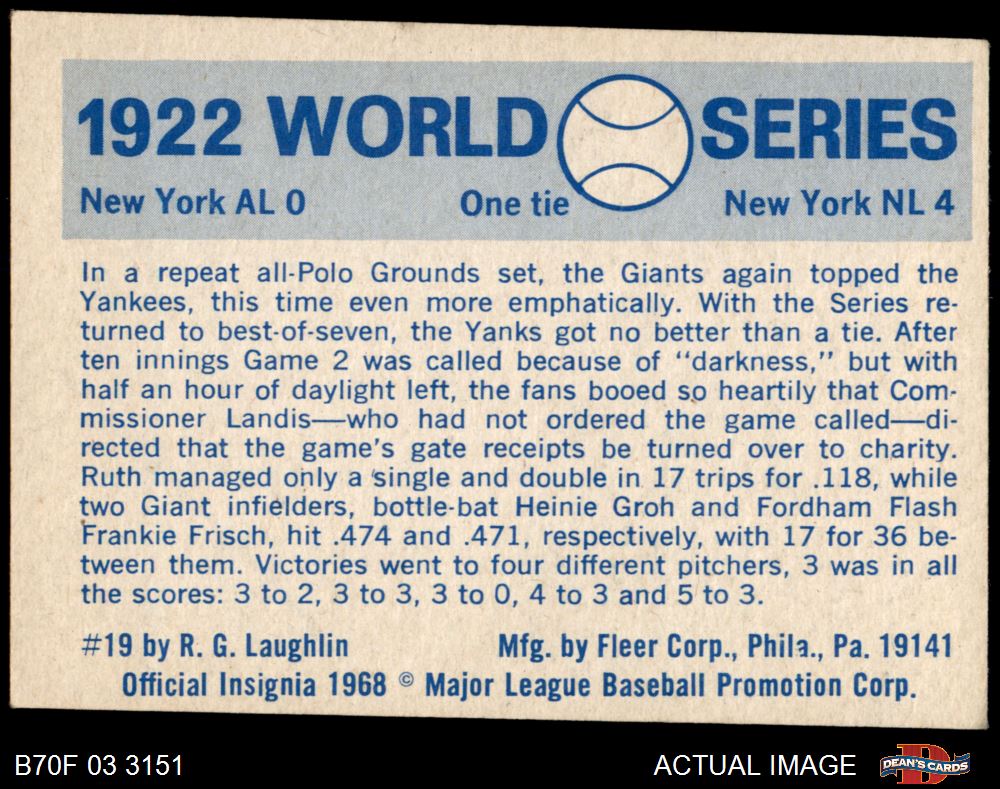 1922 WORLD SERIES
New York AL 0 One tie New York NL 4
In a repeat all-Polo Grounds set, the Giants again topped the
Yankees, this time even more emphatically. With the Series re-
turned to best-of-seven, the Yanks got no better than a tie. After
ten innings Game 2 was called because of "darkness," but with
half an hour of daylight left, the fans booed so heartily that Com-
missioner Landis—who had not ordered the game called—di-
rected that the game's gate receipts be turned over to charity.
Ruth managed only a single and double in 17 trips for .118, while
two Giant infielders, bottle-bat Heinie Groh and Fordham Flash
Frankie Frisch, hit .474 and .471, respectively, with 17 for 36 be-
tween them. Victories went to four different pitchers, 3 was in all
the scores: 3 to 2, 3 to 3, 3 to 0, 4 to 3 and 5 to 3.
#19 by R. G. Laughlin Mfg. by Fleer Corp., Phila., Pa. 19141
Official Insignia 1968 © Major League Baseball Promotion Corp.
B70F 03 3151 ACTUAL IMAGE D DEAN'S CARDS